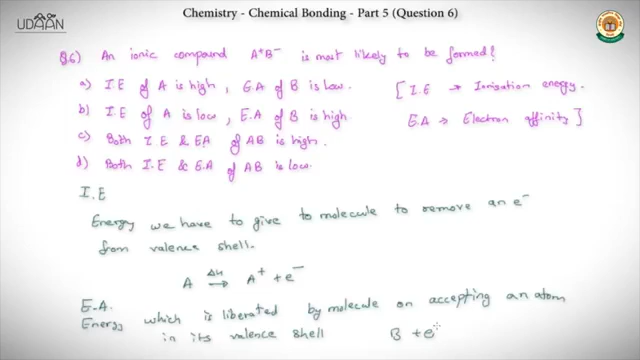 UDAAN
Chemistry - Chemical Bonding - Part 5 (Question 6)
Q.6) An ionic compound A⁺B⁻ is most likely to be formed?
a) I.E of A is high, E.A of B is low. [I.E → Ionisation energy.
b) I.E of A is low, E.A. of B is high. E.A → Electron affinity]
c) Both I.E & EA of AB is high.
d) Both I.E & E.A of AB is low.
I.E
Energy we have to give to molecule to remove an e⁻
from valence shell.
A →ΔH A⁺ + e⁻
E.A.
Energy which is liberated by molecule on accepting an atom
in its valence shell B + e⁻